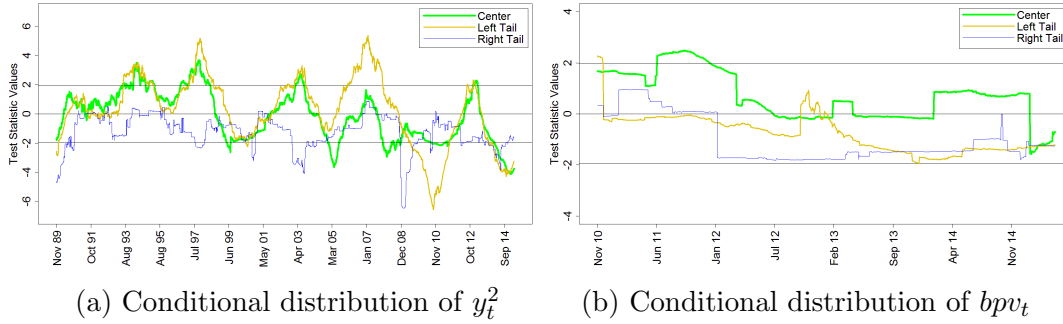 Test Statistic Values
6
4
2
0
-2
-4
-6
Center
Left Tail
Right Tail
Nov 89
Oct 91
Aug 93
Aug 95
Jul 97
Jun 99
May 01
Apr 03
Mar 05
Jan 07
Dec 08
Nov 10
Oct 12
Sep 14
(a) Conditional distribution of y_t^2
Test Statistic Values
4
2
0
-2
-4
Center
Left Tail
Right Tail
Nov 10
Jun 11
Jan 12
Jul 12
Feb 13
Sep 13
Apr 14
Nov 14
(b) Conditional distribution of bpv_t